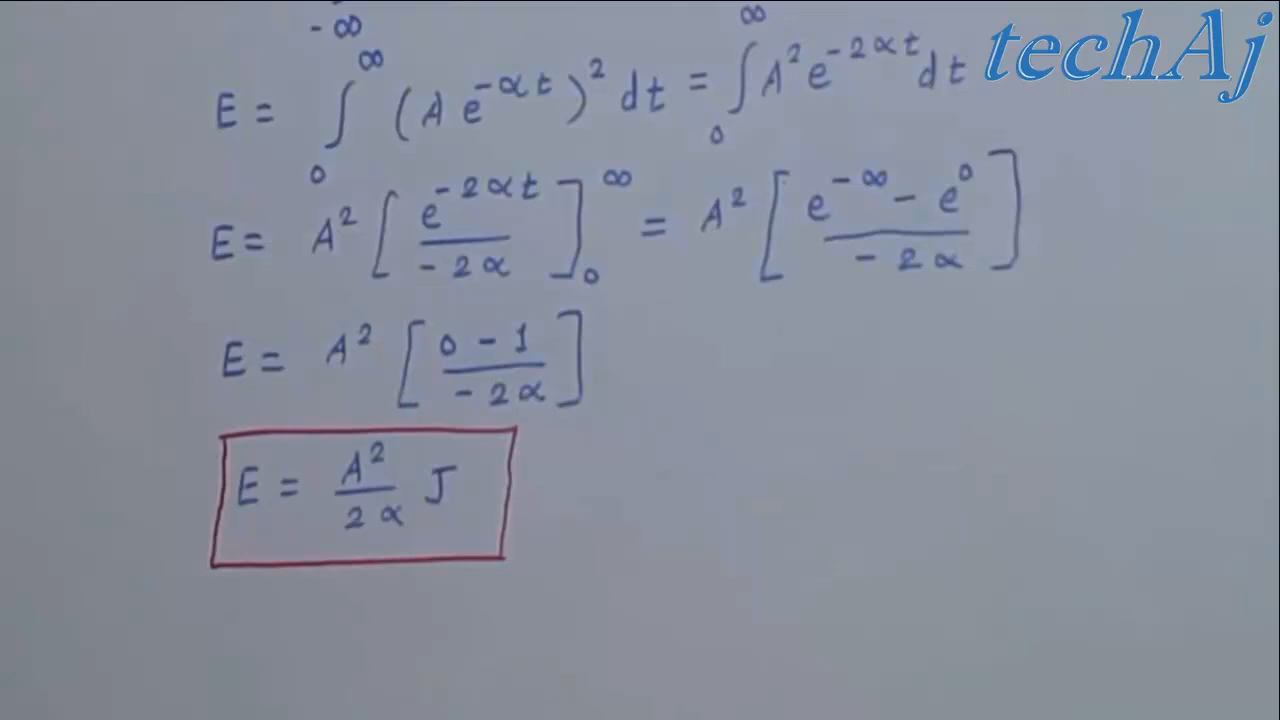 -∞
techAj
E = ∫₀^∞ (A e^{-αt})² dt = ∫₀^∞ A² e^{-2αt} dt
E = A² [e^{-2αt} / -2α]₀^∞ = A² [e^{-∞} - e⁰ / -2α]
E = A² [0 - 1 / -2α]
E = A² / 2α J